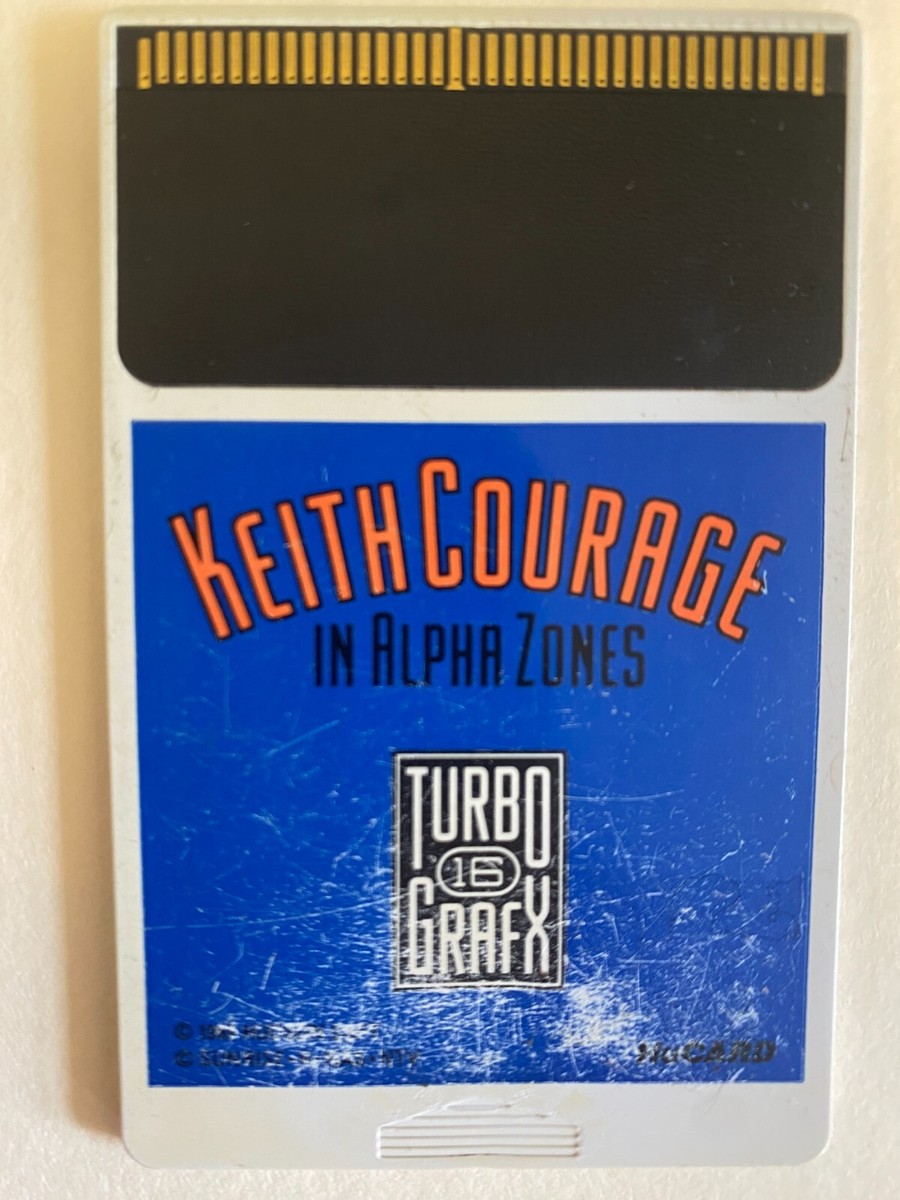 KEITH COURAGE
IN ALPHA ZONES
TURBO
16
GRAFX
©
©
HuCARD